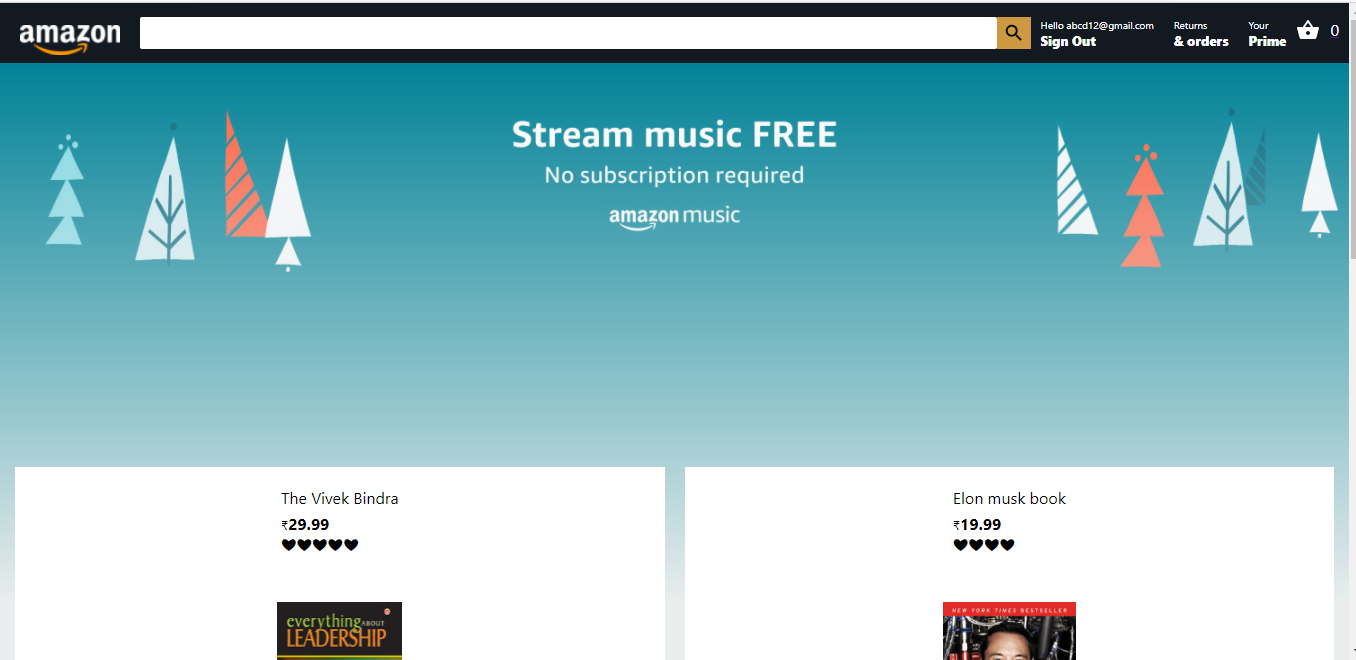 amazon
Hello abcd12@gmail.com
Sign Out
Returns
& orders
Your
Prime
0
Stream music FREE
No subscription required
amazon music
The Vivek Bindra
₹29.99
Elon musk book
₹19.99
everything ABOUT
LEADERSHIP
NEW YORK TIMES BESTSELLER